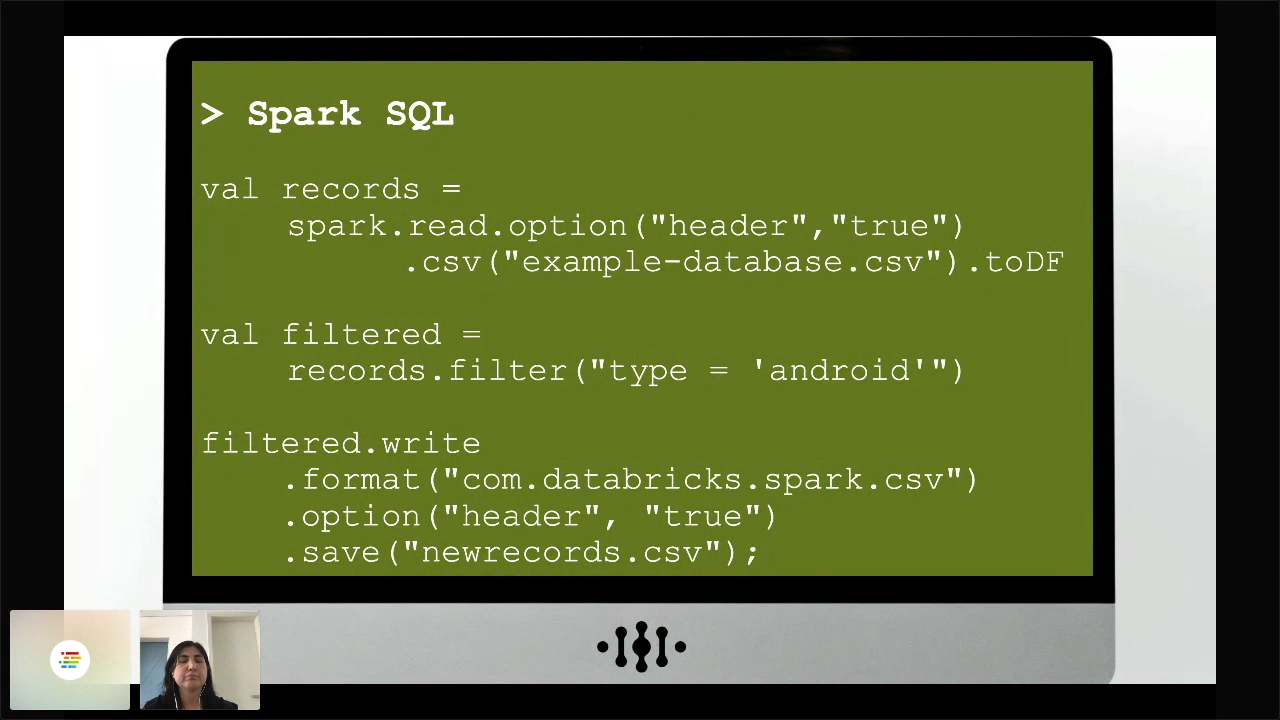 > Spark SQL
val records =
spark.read.option("header","true")
.csv("example-database.csv").toDF
val filtered =
records.filter("type = 'android'")
filtered.write
.format("com.databricks.spark.csv")
.option("header", "true")
.save("newrecords.csv");